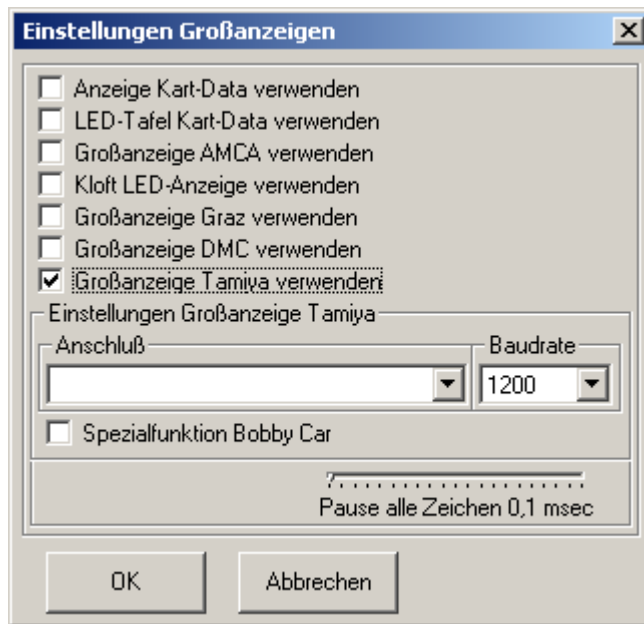 Einstellungen Großanzeigen
Anzeige Kart-Data verwenden
LED-Tafel Kart-Data verwenden
Großanzeige AMCA verwenden
Kloft LED-Anzeige verwenden
Großanzeige Graz verwenden
Großanzeige DMC verwenden
Großanzeige Tamiya verwenden
Einstellungen Großanzeige Tamiya
Anschluß Baudrate
1200
Spezialfunktion Bobby Car
Pause alle Zeichen 0,1 msec
OK Abbrechen